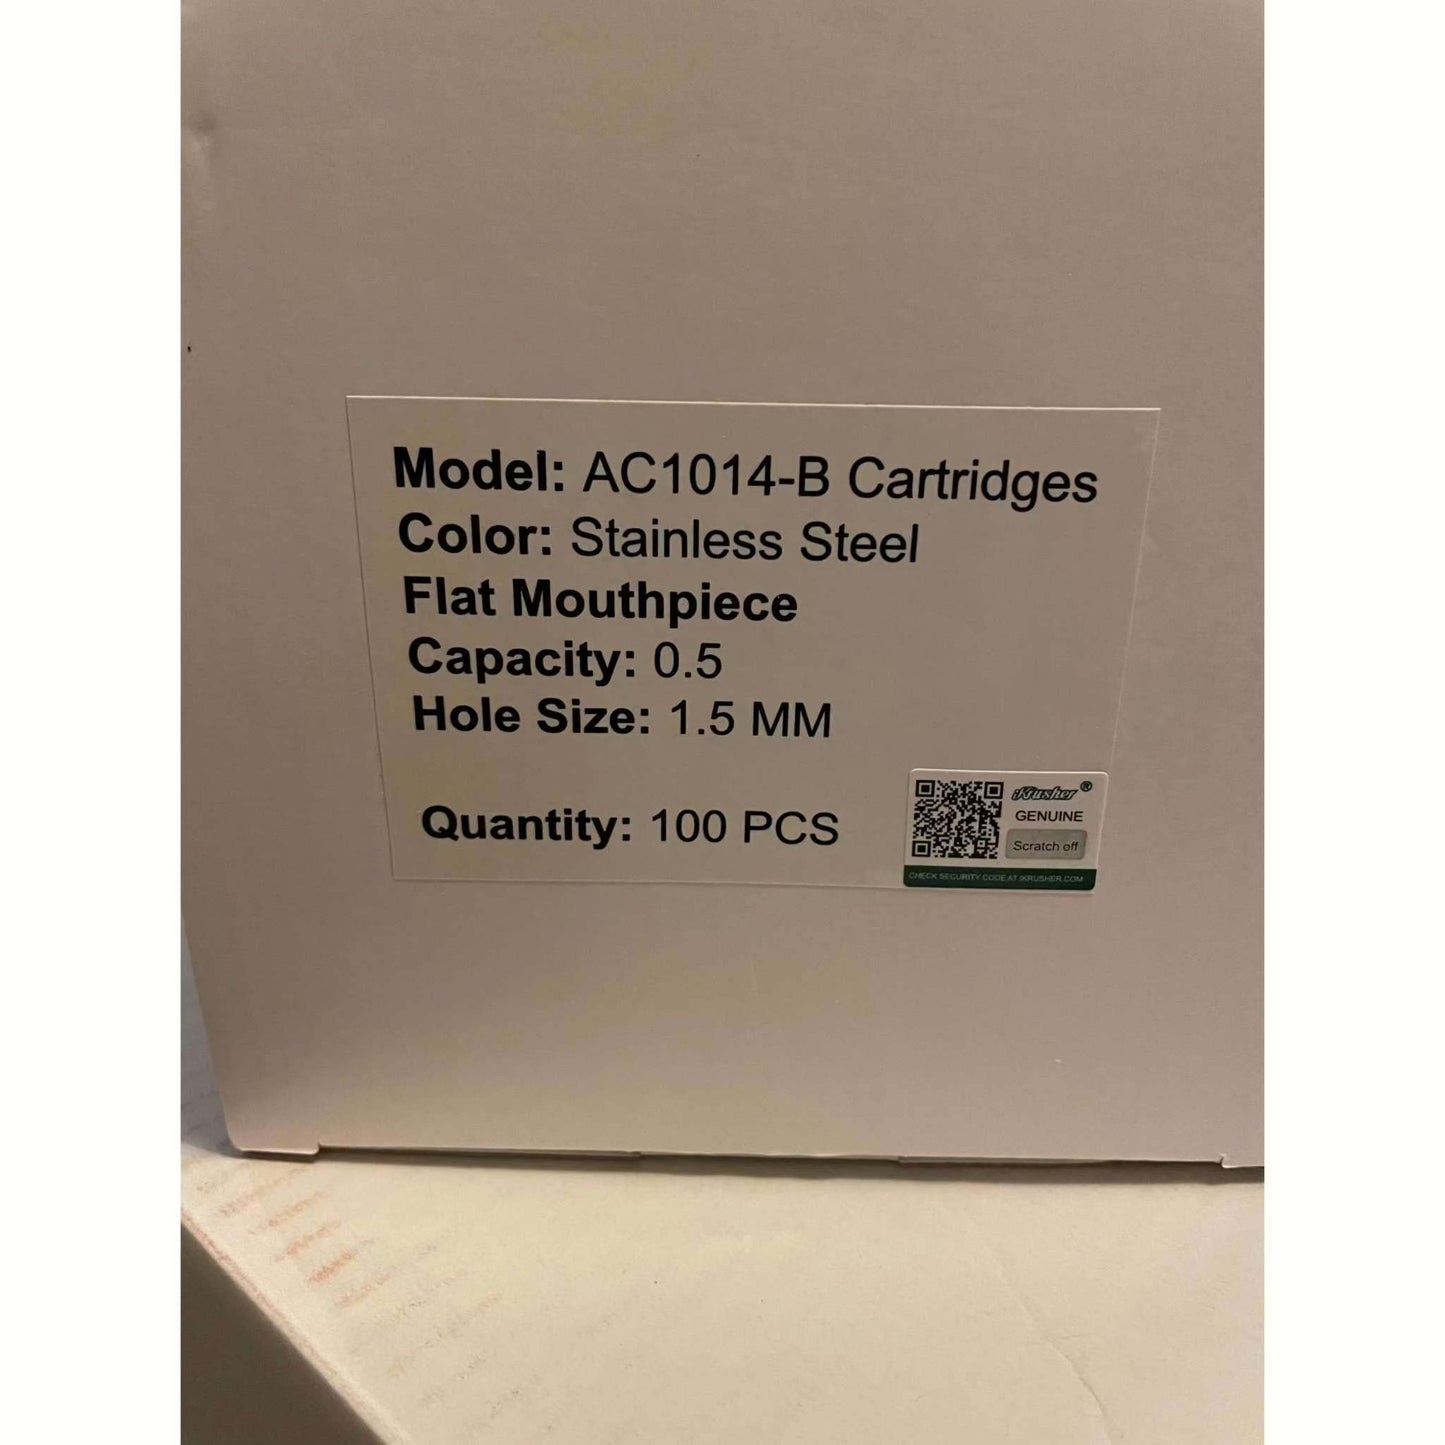 Model: AC1014-B Cartridges
Color: Stainless Steel
Flat Mouthpiece
Capacity: 0.5
Hole Size: 1.5 MM
Quantity: 100 PCS
iKrusher ®
GENUINE
Scratch off
CHECK SECURITY CODE AT IKRUSHER.COM